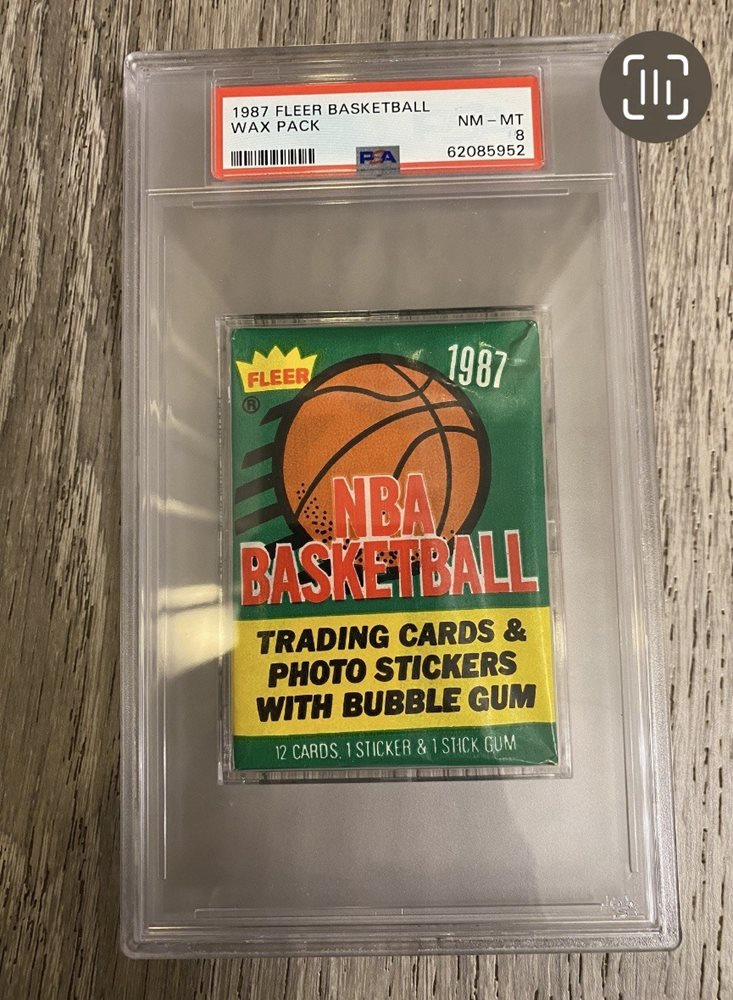 1987 FLEER BASKETBALL
WAX PACK
NM - MT
8
PSA
62085952
FLEER
®
1987
NBA
BASKETBALL
TRADING CARDS &
PHOTO STICKERS
WITH BUBBLE GUM
12 CARDS, 1 STICKER & 1 STICK GUM